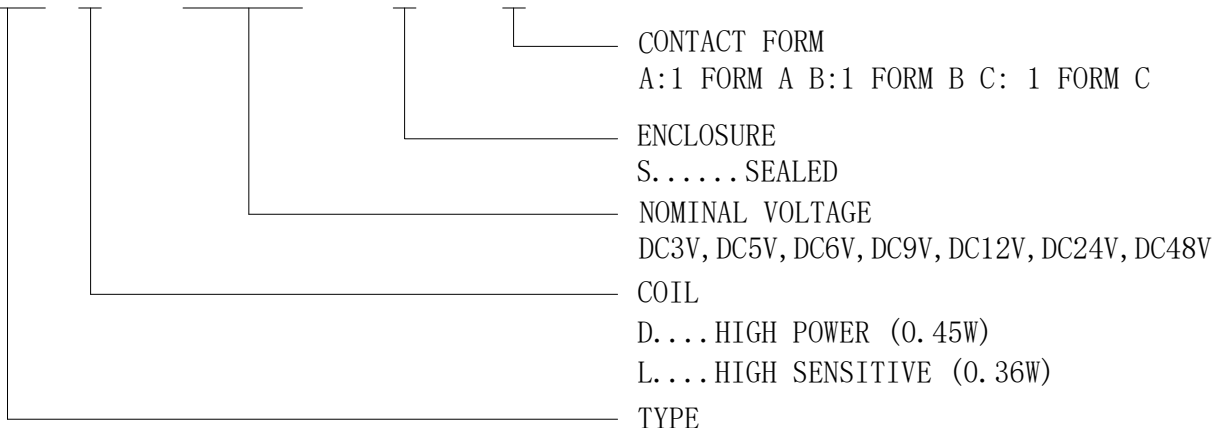 CONTACT FORM
A:1 FORM A B:1 FORM B C: 1 FORM C
ENCLOSURE
S......SEALED
NOMINAL VOLTAGE
DC3V,DC5V,DC6V,DC9V,DC12V,DC24V,DC48V
COIL
D....HIGH POWER (0.45W)
L....HIGH SENSITIVE (0.36W)
TYPE